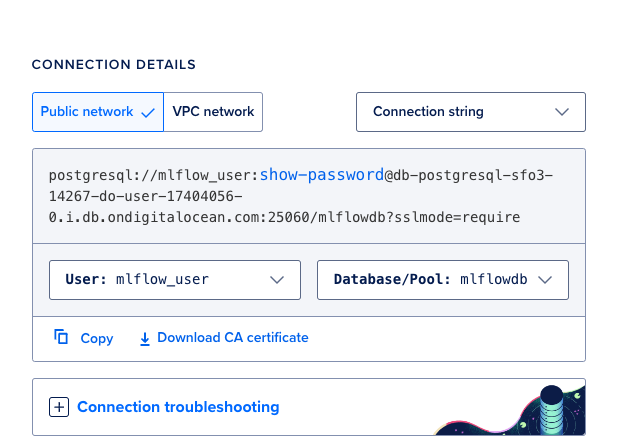 CONNECTION DETAILS
Public network VPC network Connection string
postgresql://mlflow_user:show-password@db-postgresql-sfo3-
14267-do-user-17404056-
0.i.db.ondigitalocean.com:25060/mlflowdb?sslmode=require
User: mlflow_user Database/Pool: mlflowdb
Copy Download CA certificate
Connection troubleshooting